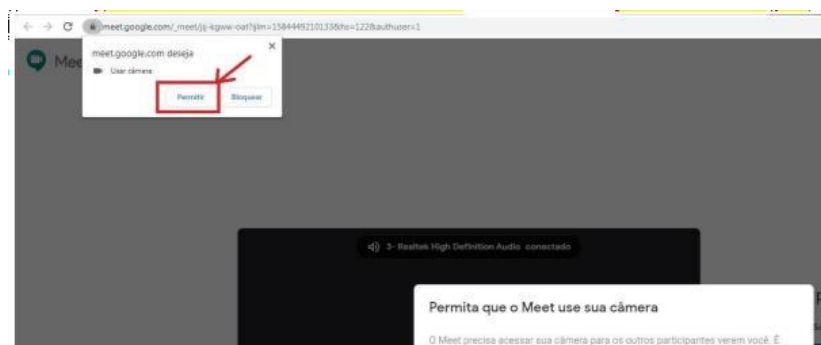 meet.google.com/_meet/jij-kgww-oat?ijlm=1584449210133&hs=122&authuser=1
Mee
meet.google.com deseja
Usar câmera
Permitir Bloquear
3- Realtek High Definition Audio conectado
Permita que o Meet use sua câmera
O Meet precisa acessar sua câmera para os outros participantes verem você. É